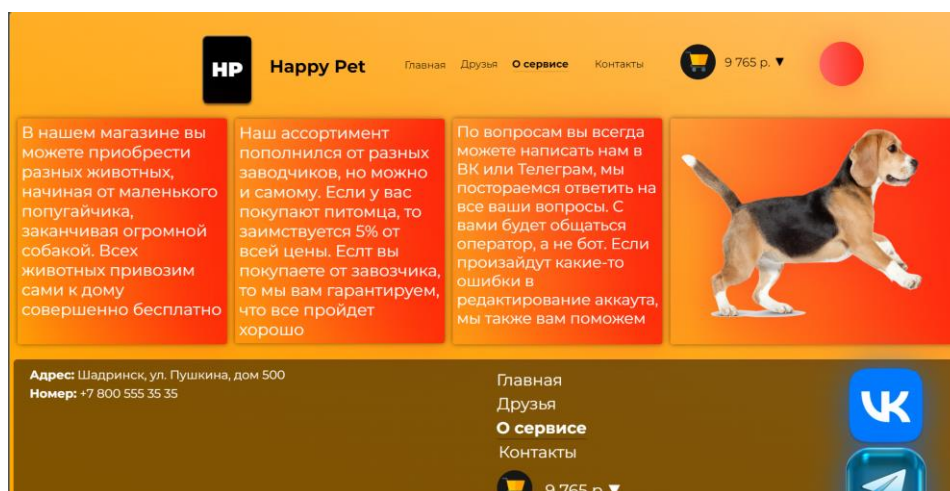 HP
Happy Pet
Главная Друзья О сервисе Контакты
9 765 р. ▼
В нашем магазине вы
можете приобрести
разных животных,
начиная от маленького
попугайчика,
заканчивая огромной
собакой. Всех
животных привозим
сами к дому
совершенно бесплатно
Наш ассортимент
пополнился от разных
заводчиков, но можно
и самому. Если у вас
покупают питомца, то
заимствуется 5% от
всей цены. Еслт вы
покупаете от завозчика,
то мы вам гарантируем,
что все пройдет
хорошо
По вопросам вы всегда
можете написать нам в
ВК или Телеграм, мы
постораемся ответить на
все ваши вопросы. С
вами будет общаться
оператор, а не бот. Если
произайдут какие-то
ошибки в
редактирование аккаута,
мы также вам поможем
Адрес: Шадринск, ул. Пушкина, дом 500
Номер: +7 800 555 35 35
Главная
Друзья
О сервисе
Контакты
9 765 р ▼
VK